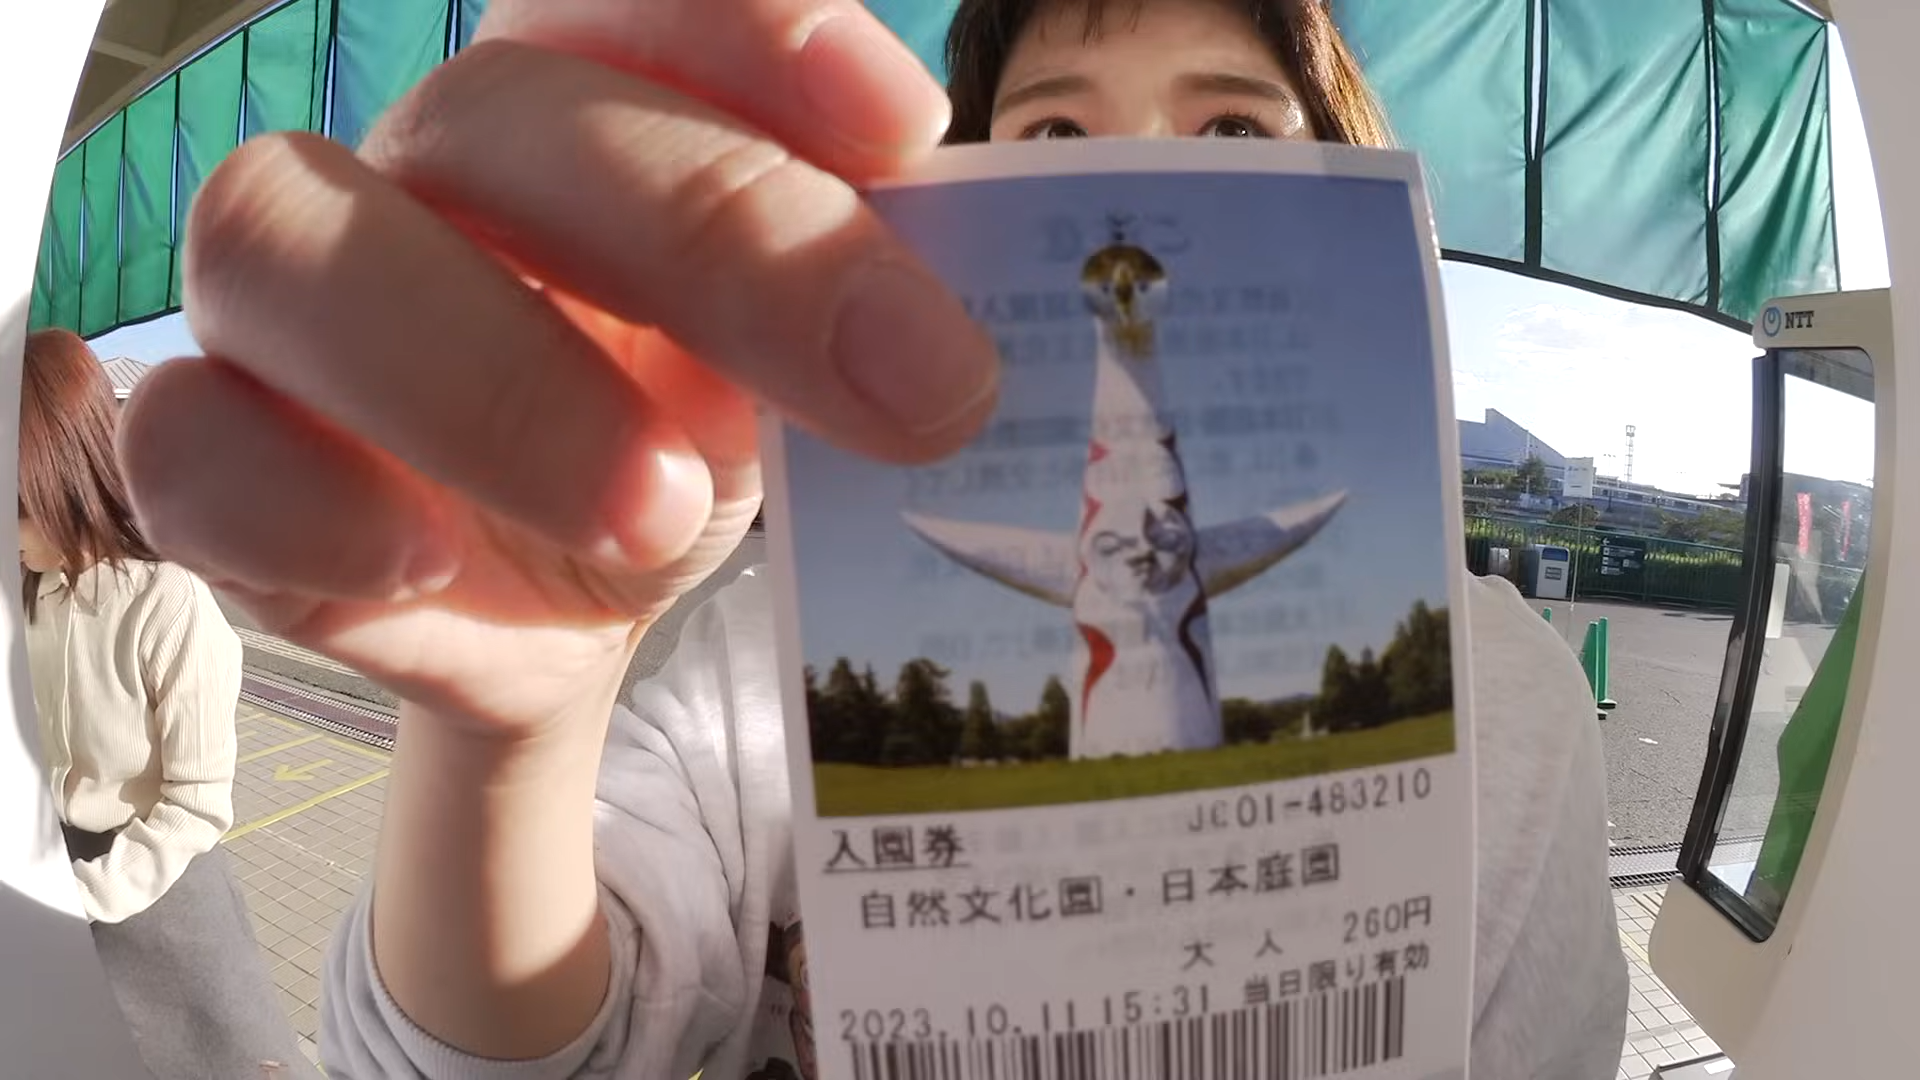 NTT
JC01-483210
入園券
自然文化園・日本庭園
大 人 260円
当日限り有効
2023.10.11 15:31